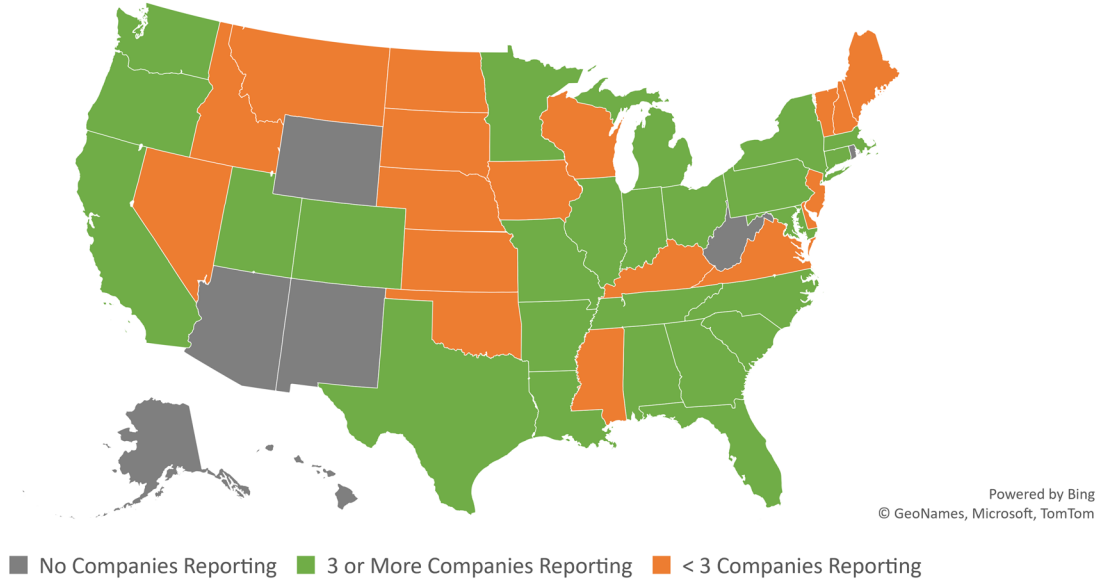 Powered by Bing
© GeoNames, Microsoft, TomTom
No Companies Reporting 3 or More Companies Reporting < 3 Companies Reporting